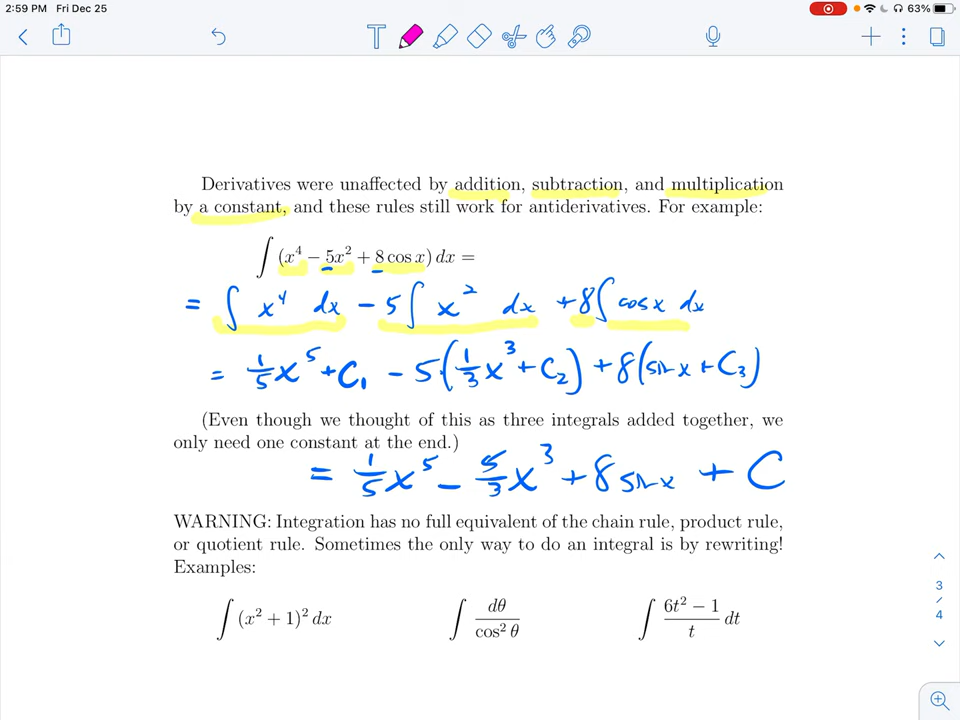 2:59 PM Fri Dec 25 63%
T
Derivatives were unaffected by addition, subtraction, and multiplication
by a constant, and these rules still work for antiderivatives. For example:
∫ (x⁴ − 5x² + 8 cos x) dx =
= ∫ x⁴ dx − 5 ∫ x² dx + 8 ∫ cos x dx
= 1/5 x⁵ + C₁ − 5(1/3 x³ + C₂) + 8(sin x + C₃)
(Even though we thought of this as three integrals added together, we
only need one constant at the end.)
= 1/5 x⁵ − 5/3 x³ + 8 sin x + C
WARNING: Integration has no full equivalent of the chain rule, product rule,
or quotient rule. Sometimes the only way to do an integral is by rewriting!
Examples:
∫ (x² + 1)² dx ∫ dθ/cos² θ ∫ (6t² − 1)/t dt
3
/
4